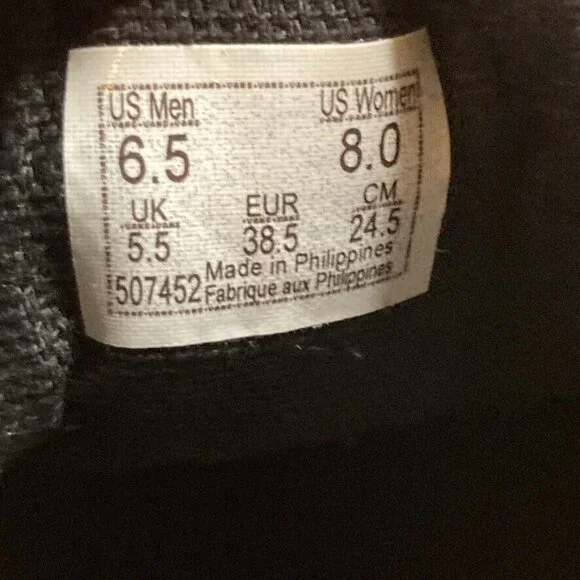 US Men US Women
6.5 8.0
UK EUR CM
5.5 38.5 24.5
Made in Philippines
507452 Fabrique aux Philippines